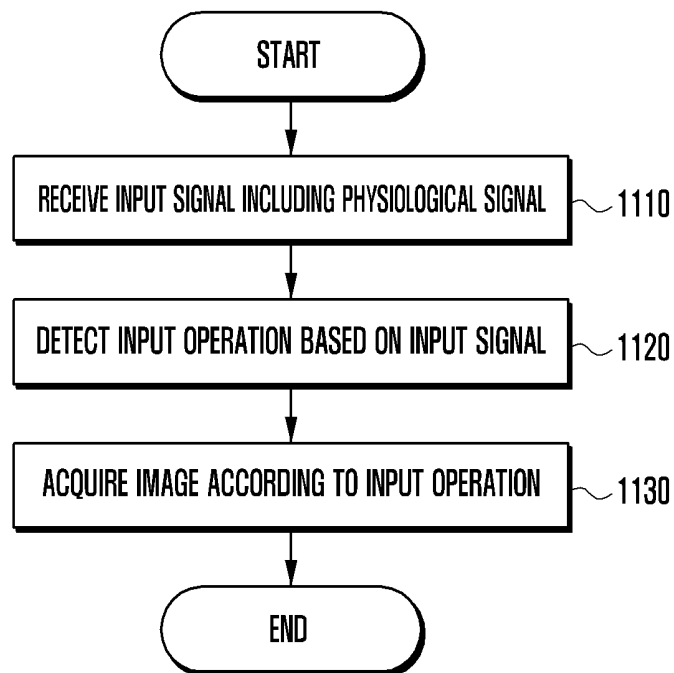 START
RECEIVE INPUT SIGNAL INCLUDING PHYSIOLOGICAL SIGNAL
1110
DETECT INPUT OPERATION BASED ON INPUT SIGNAL
1120
ACQUIRE IMAGE ACCORDING TO INPUT OPERATION
1130
END